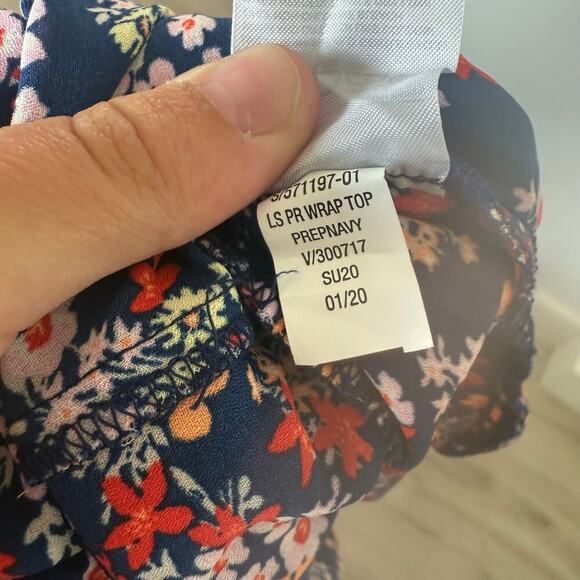 S/571197-01
LS PR WRAP TOP
PREPNAVY
V/300717
SU20
01/20